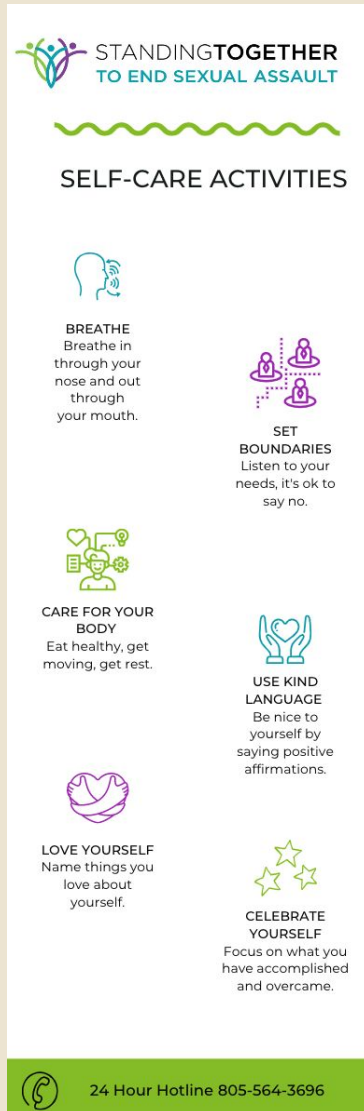 STANDINGTOGETHER
TO END SEXUAL ASSAULT
SELF-CARE ACTIVITIES
BREATHE
Breathe in
through your
nose and out
through
your mouth.
SET
BOUNDARIES
Listen to your
needs, it's ok to
say no.
CARE FOR YOUR
BODY
Eat healthy, get
moving, get rest.
USE KIND
LANGUAGE
Be nice to
yourself by
saying positive
affirmations.
LOVE YOURSELF
Name things you
love about
yourself.
CELEBRATE
YOURSELF
Focus on what you
have accomplished
and overcame.
24 Hour Hotline 805-564-3696